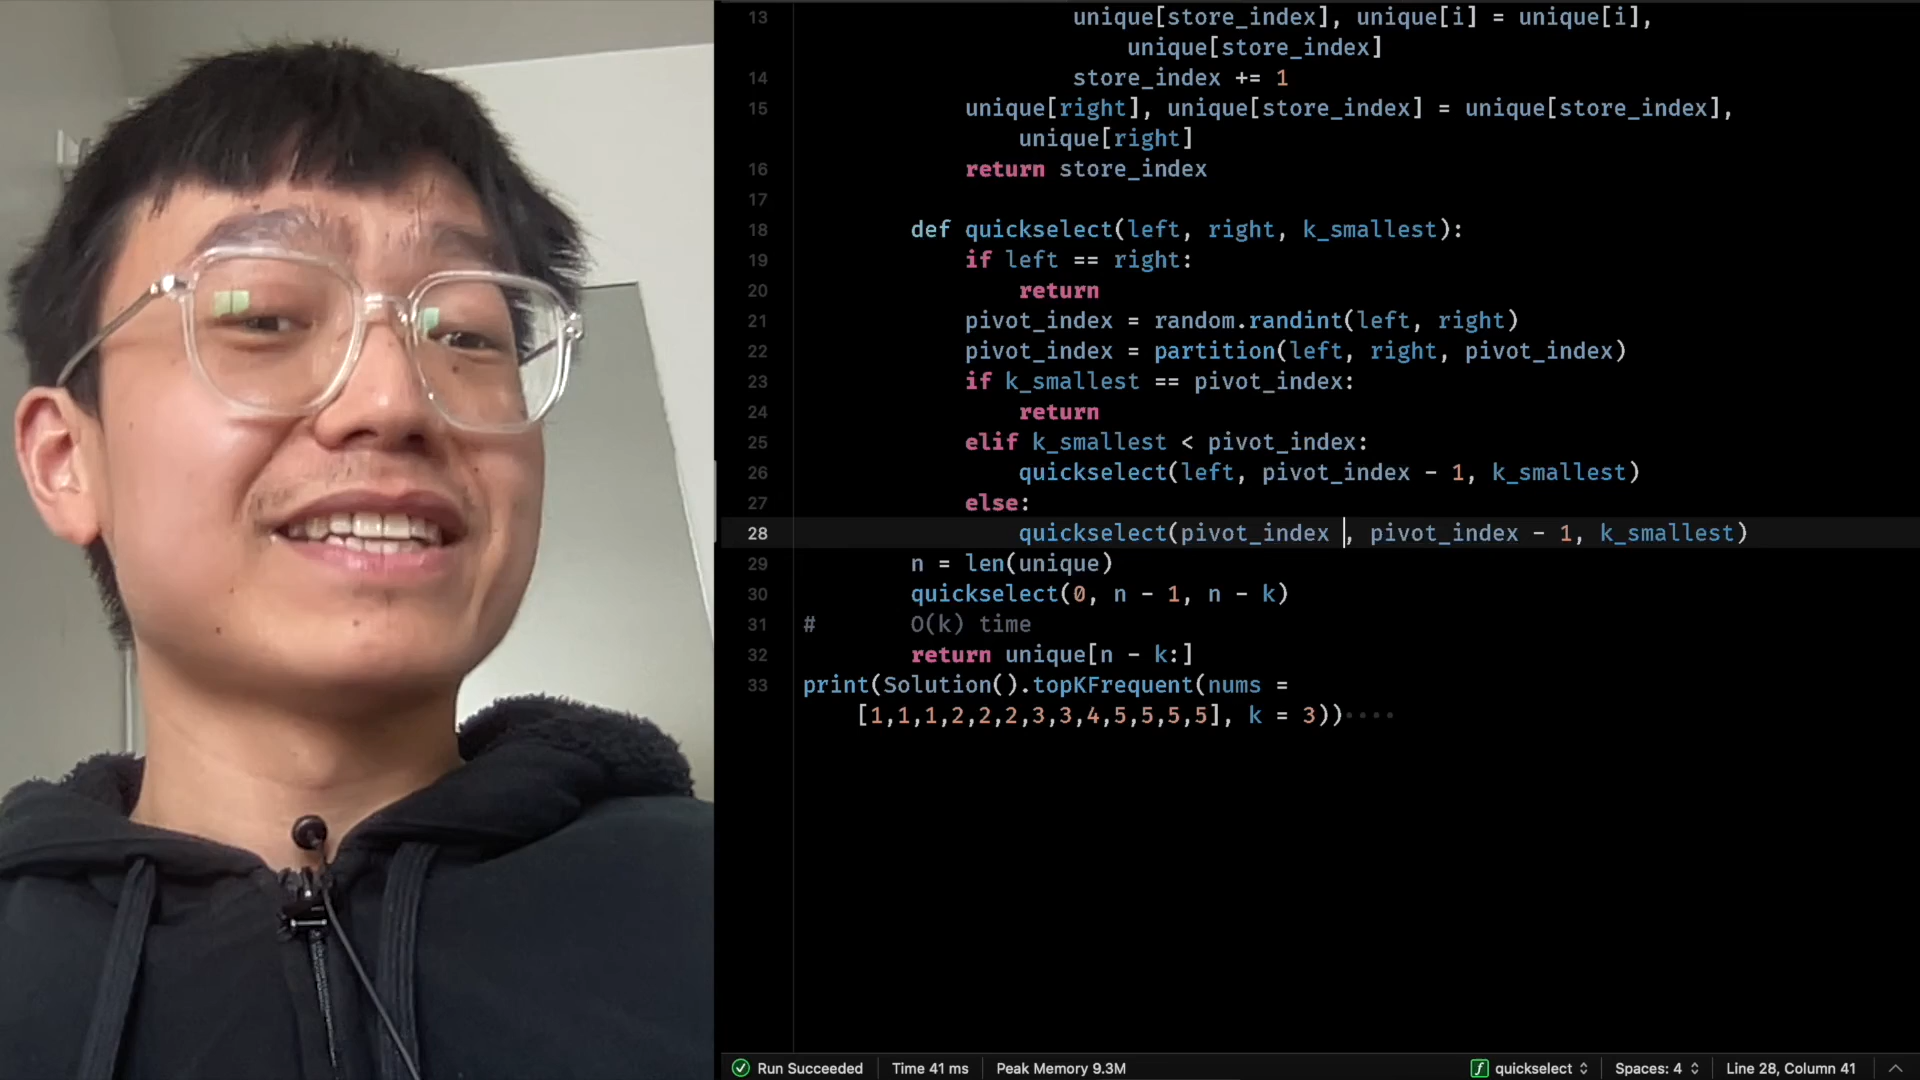 13 unique[store_index], unique[i] = unique[i],
unique[store_index]
14 store_index += 1
15 unique[right], unique[store_index] = unique[store_index],
unique[right]
16 return store_index
17
18 def quickselect(left, right, k_smallest):
19 if left == right:
20 return
21 pivot_index = random.randint(left, right)
22 pivot_index = partition(left, right, pivot_index)
23 if k_smallest == pivot_index:
24 return
25 elif k_smallest < pivot_index:
26 quickselect(left, pivot_index - 1, k_smallest)
27 else:
28 quickselect(pivot_index , pivot_index - 1, k_smallest)
29 n = len(unique)
30 quickselect(0, n - 1, n - k)
31 # O(k) time
32 return unique[n - k:]
33 print(Solution().topKFrequent(nums =
[1,1,1,2,2,2,3,3,4,5,5,5,5], k = 3))
Run Succeeded Time 41 ms Peak Memory 9.3M quickselect Spaces: 4 Line 28, Column 41